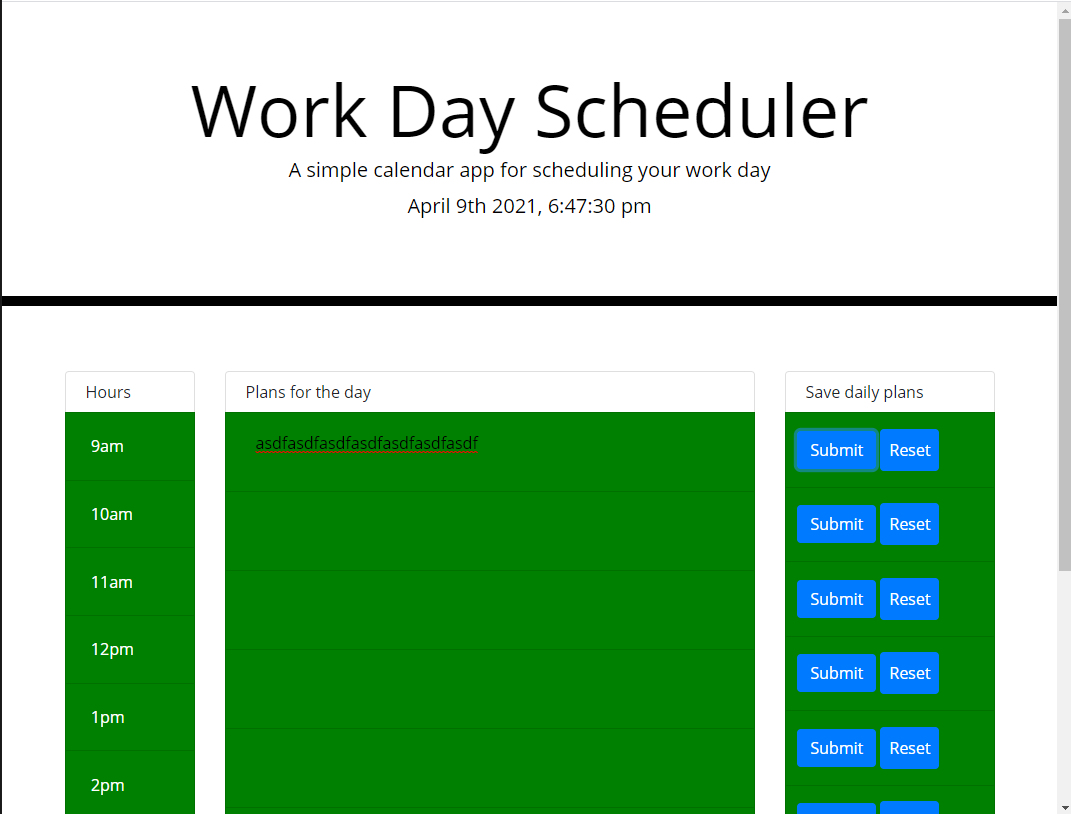 Work Day Scheduler
A simple calendar app for scheduling your work day
April 9th 2021, 6:47:30 pm
Hours
Plans for the day
Save daily plans
9am
asdfasdfasdfasdfasdfasdfasdf
Submit Reset
10am
Submit Reset
11am
Submit Reset
12pm
Submit Reset
1pm
Submit Reset
2pm